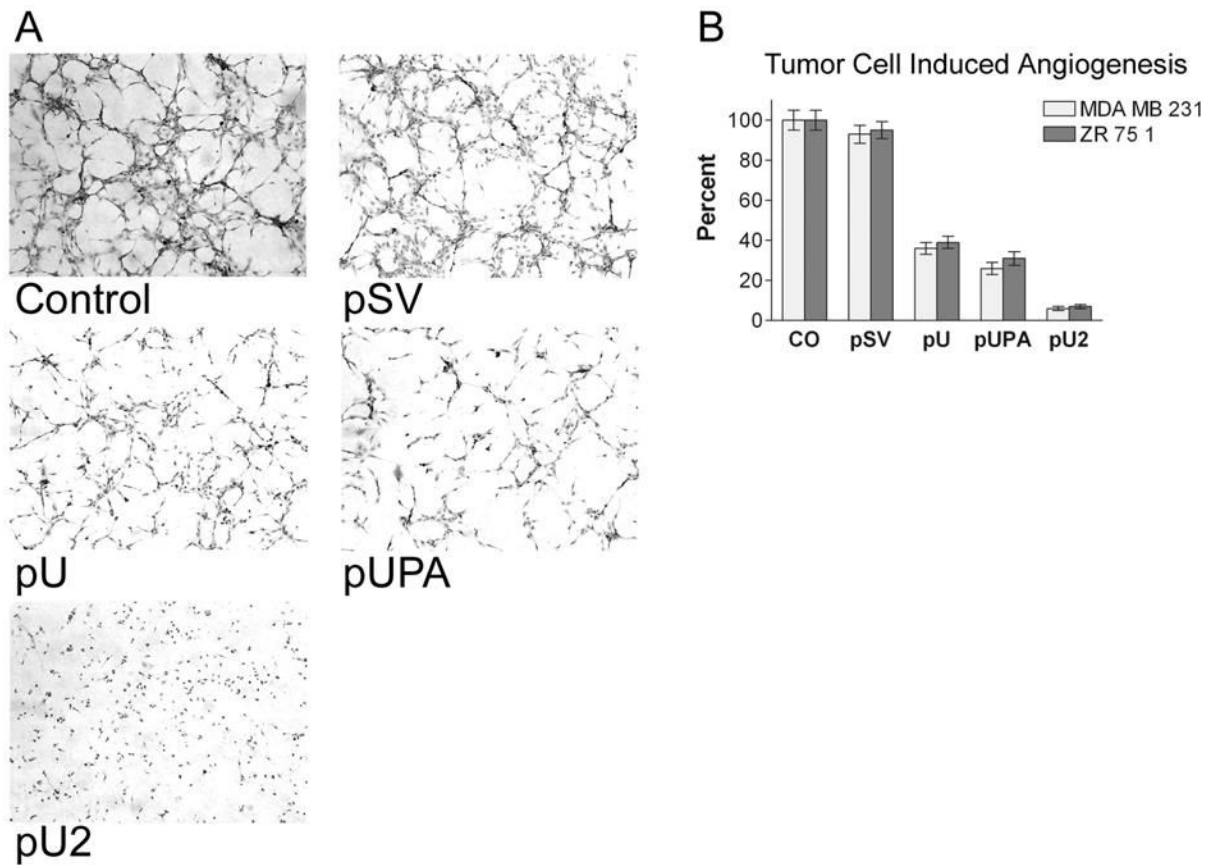 A
Control
pSV
pU
pUPA
pU2
B
Tumor Cell Induced Angiogenesis
MDA MB 231
ZR 75 1
Percent
100
80
60
40
20
0
CO pSV pU pUPA pU2